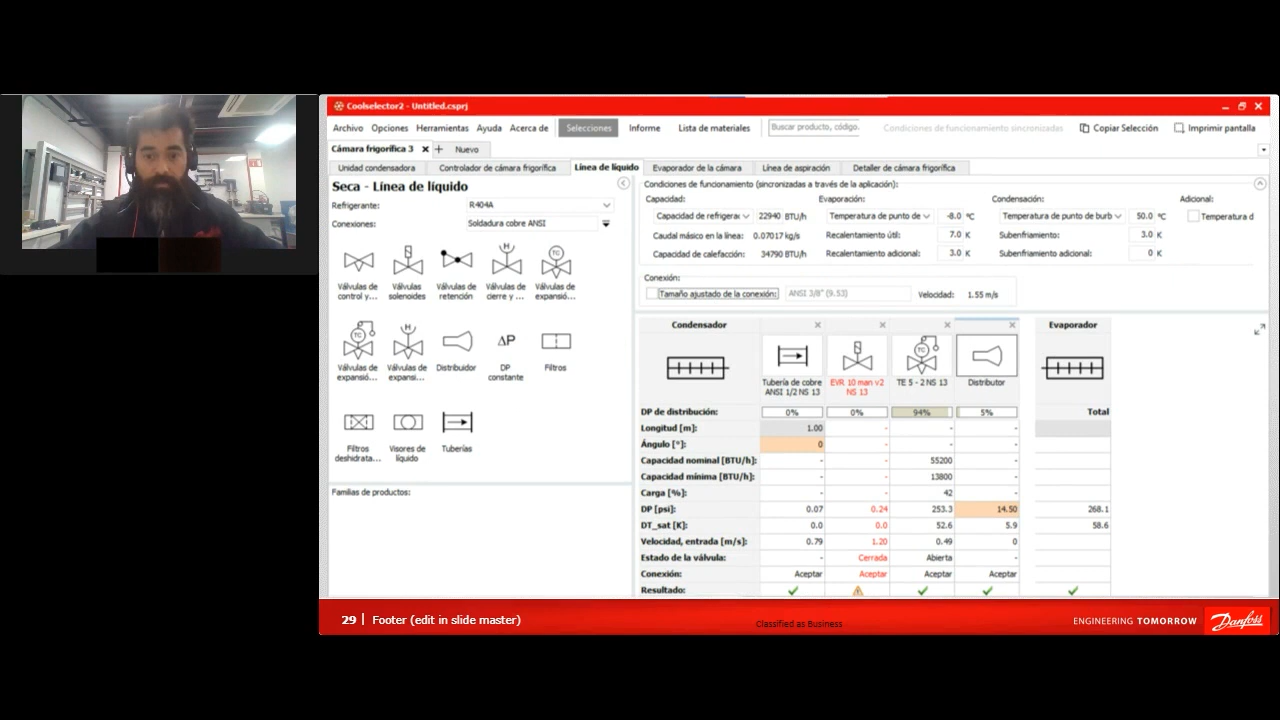 Coolselector2 - Untitled.csprj
Archivo Opciones Herramientas Ayuda Acerca de Selecciones Informe Lista de materiales Buscar producto, código. Condiciones de funcionamiento sincronizadas Copiar Selección Imprimir pantalla
Cámara frigorífica 3 Nuevo
Unidad condensadora Controlador de cámara frigorífica Línea de líquido Evaporador de la cámara Línea de aspiración Detaller de cámara frigorífica
Seca - Línea de líquido
Refrigerante: R404A
Conexiones: Soldadura cobre ANSI
Válvulas de control y... Válvulas solenoides Válvulas de retención Válvulas de cierre y ... Válvulas de expansió...
Válvulas de expansió... Válvulas de expansi... Distribuidor DP constante Filtros
Filtros deshidrata... Visores de líquido Tuberías
Familias de productos:
Condiciones de funcionamiento (sincronizadas a través de la aplicación):
Capacidad: Evaporación: Condensación: Adicional:
Capacidad de refrigerac 22940 BTU/h Temperatura de punto de -8.0 °C Temperatura de punto de burb 50.0 °C Temperatura d
Caudal másico en la línea: 0.07017 kg/s Recalentamiento útil: 7.0 K Subenfriamiento: 3.0 K
Capacidad de calefacción: 34790 BTU/h Recalentamiento adicional: 3.0 K Subenfriamiento adicional: 0 K
Conexión:
Tamaño ajustado de la conexión: ANSI 3/8" (9.53) Velocidad: 1.55 m/s
Condensador Evaporador
Tubería de cobre EVR 10 man v2 TE 5 - 2 NS 13 Distributor
ANSI 1/2 NS 13 NS 13
DP de distribución: 0% 0% 94% 5% Total
Longitud [m]: 1.00 - - -
Ángulo [°]: 0 - - -
Capacidad nominal [BTU/h]: - - 55200 -
Capacidad mínima [BTU/h]: - - 13800 -
Carga [%]: - - 42 -
DP [psi]: 0.07 0.24 253.3 14.50 268.1
DT_sat [K]: 0.0 0.0 52.6 5.9 58.6
Velocidad, entrada [m/s]: 0.79 1.20 0.49 0
Estado de la válvula: - Cerrada Abierta -
Conexión: Aceptar Aceptar Aceptar Aceptar
Resultado:
29 | Footer (edit in slide master) Classified as Business ENGINEERING TOMORROW Danfoss